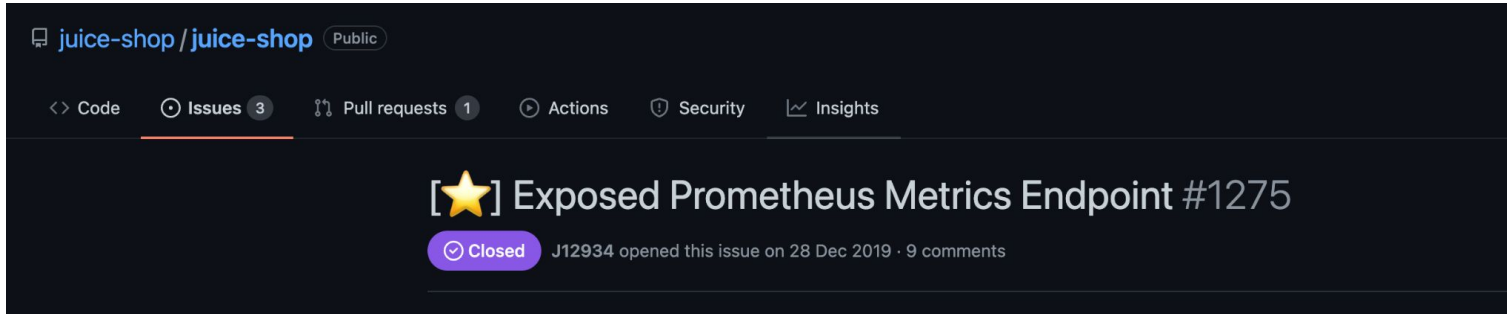 juice-shop / juice-shop Public
Code Issues 3 Pull requests 1 Actions Security Insights
[⭐] Exposed Prometheus Metrics Endpoint #1275
Closed J12934 opened this issue on 28 Dec 2019 · 9 comments